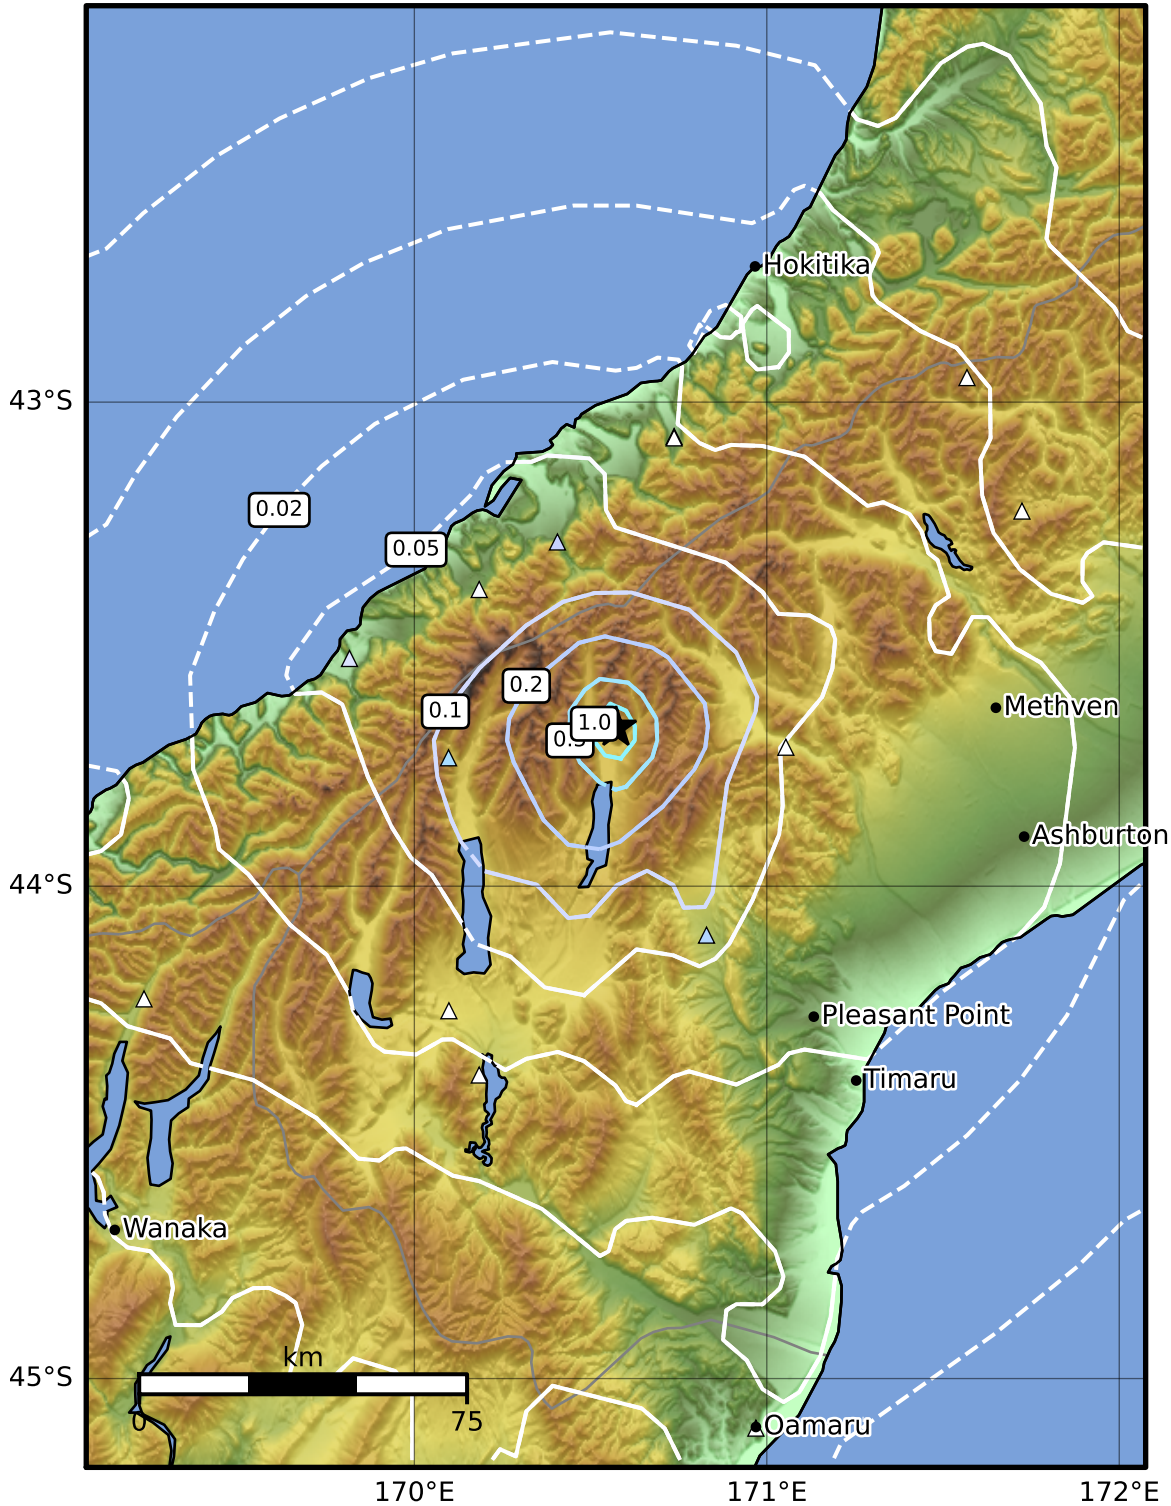 Hokitika
43°S
0.02
0.05
0.2
0.1
1.0
Methven
Ashburton
44°S
Pleasant Point
Timaru
Wanaka
km
45°S
0
75
Oamaru
170°E
171°E
172°E